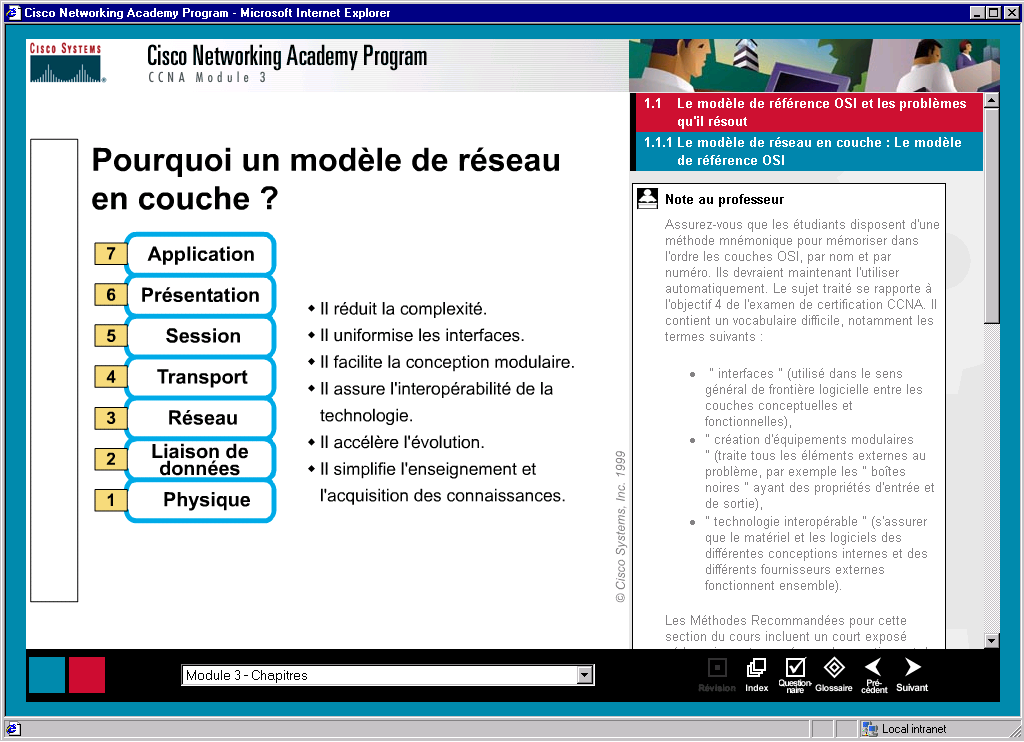 Cisco Networking Academy Program - Microsoft Internet Explorer
CISCO SYSTEMS
Cisco Networking Academy Program
CCNA Module 3
1.1 Le modèle de référence OSI et les problèmes
qu'il résout
1.1.1 Le modèle de réseau en couche : Le modèle
de référence OSI
Pourquoi un modèle de réseau
en couche ?
7 Application
6 Présentation
5 Session
4 Transport
3 Réseau
2 Liaison de
données
1 Physique
Il réduit la complexité.
Il uniformise les interfaces.
Il facilite la conception modulaire.
Il assure l'interopérabilité de la
technologie.
Il accélère l'évolution.
Il simplifie l'enseignement et
l'acquisition des connaissances.
© Cisco Systems, Inc. 1999
Note au professeur
Assurez-vous que les étudiants disposent d'une
méthode mnémonique pour mémoriser dans
l'ordre les couches OSI, par nom et par
numéro. Ils devraient maintenant l'utiliser
automatiquement. Le sujet traité se rapporte à
l'objectif 4 de l'examen de certification CCNA. Il
contient un vocabulaire difficile, notamment les
termes suivants :
• " interfaces " (utilisé dans le sens
général de frontière logicielle entre les
couches conceptuelles et
fonctionnelles),
• " création d'équipements modulaires
" (traite tous les éléments externes au
problème, par exemple les " boîtes
noires " ayant des propriétés d'entrée et
de sortie),
• " technologie interopérable " (s'assurer
que le matériel et les logiciels des
différentes conceptions internes et des
différents fournisseurs externes
fonctionnent ensemble).
Les Méthodes Recommandées pour cette
section du cours incluent un court exposé
Module 3 - Chapitres
Révision
Index
Question-
naire
Glossaire
Pré-
cédent
Suivant
Local intranet